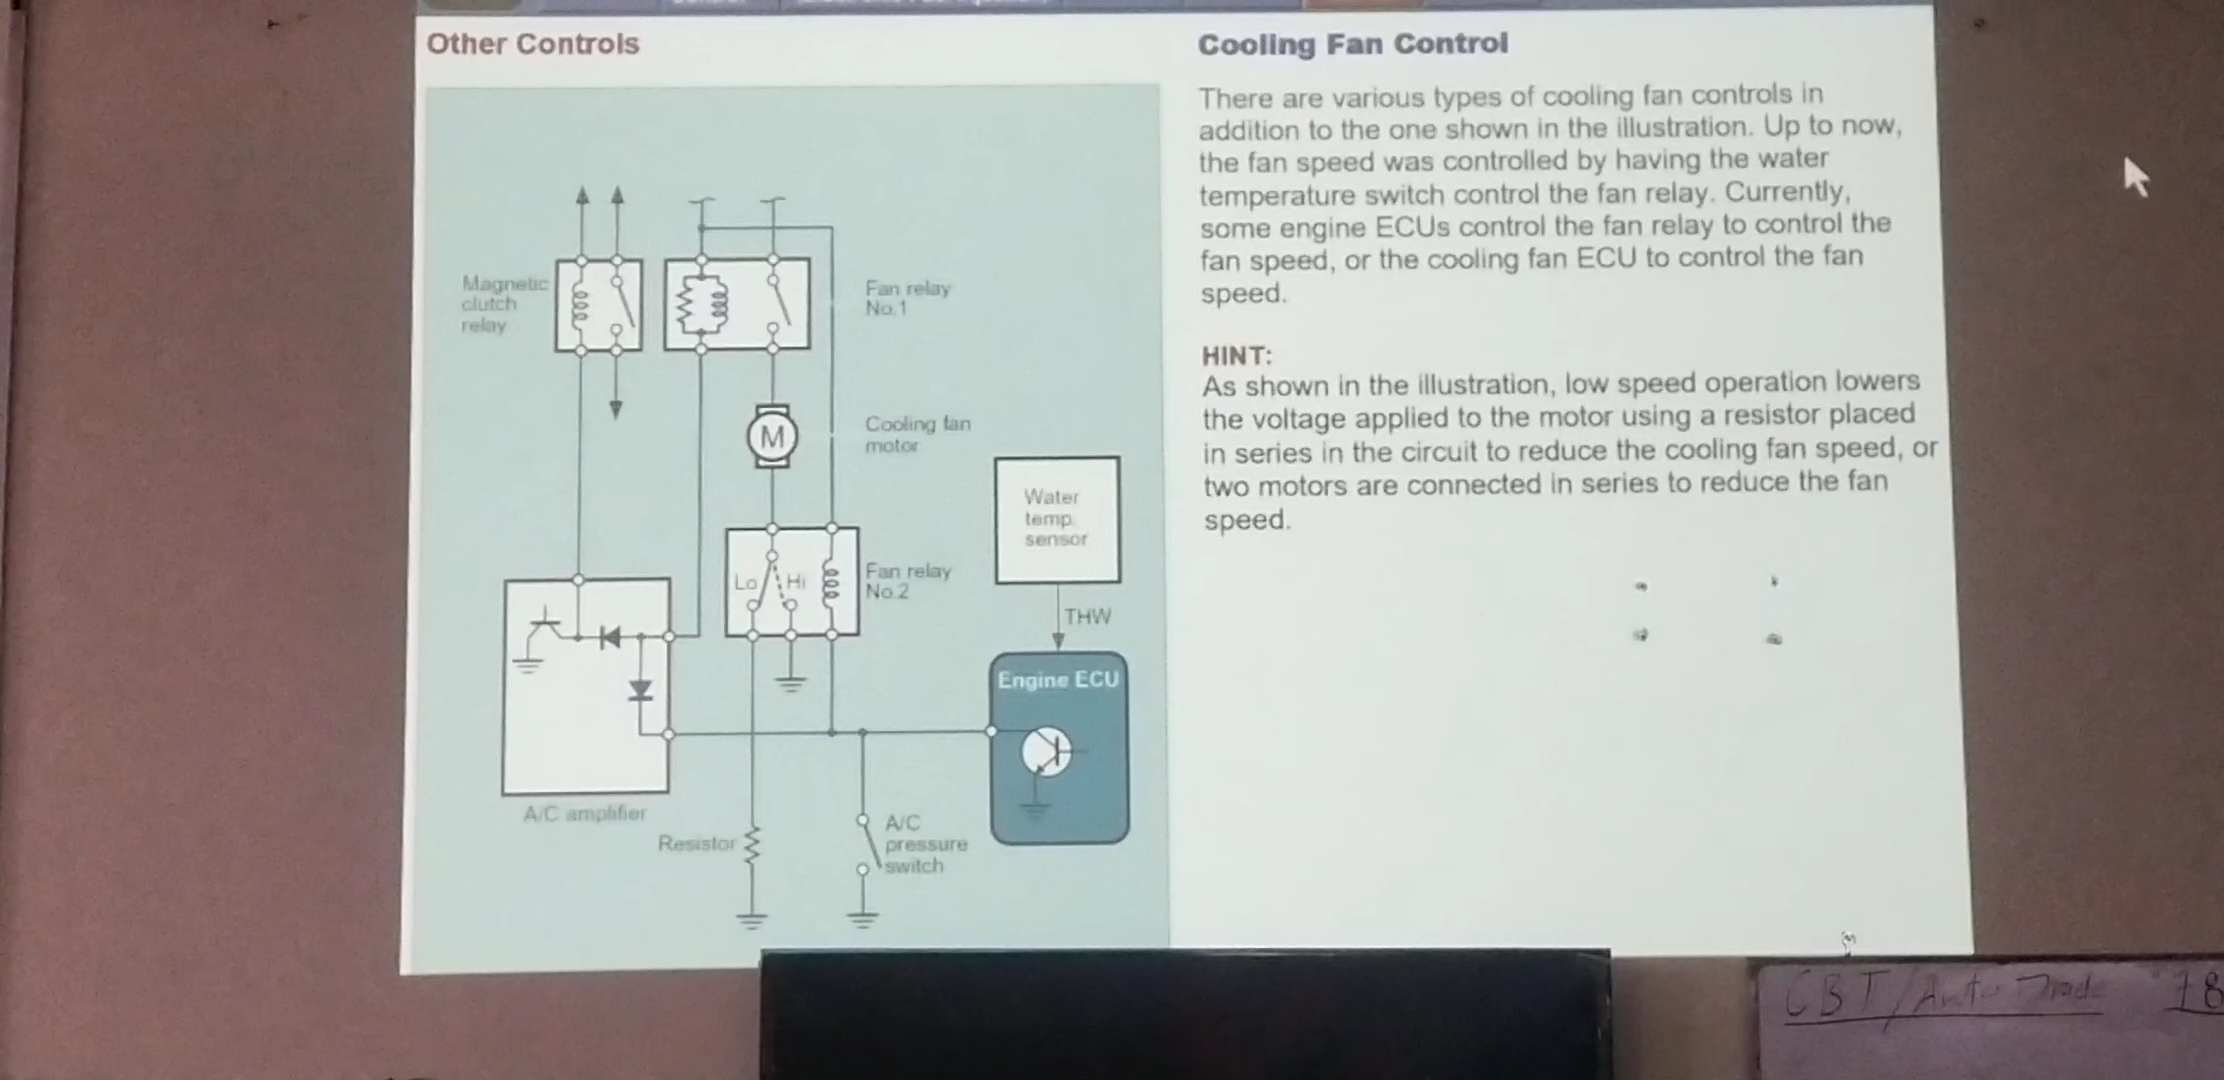 Other Controls
Magnetic
clutch
relay
Fan relay
No.1
Cooling fan
motor
M
Water
temp.
sensor
Lo
Hi
Fan relay
No.2
THW
Engine ECU
A/C amplifier
Resistor
A/C
pressure
switch
Cooling Fan Control
There are various types of cooling fan controls in
addition to the one shown in the illustration. Up to now,
the fan speed was controlled by having the water
temperature switch control the fan relay. Currently,
some engine ECUs control the fan relay to control the
fan speed, or the cooling fan ECU to control the fan
speed.
HINT:
As shown in the illustration, low speed operation lowers
the voltage applied to the motor using a resistor placed
in series in the circuit to reduce the cooling fan speed, or
two motors are connected in series to reduce the fan
speed.
CBT/Auto Trade